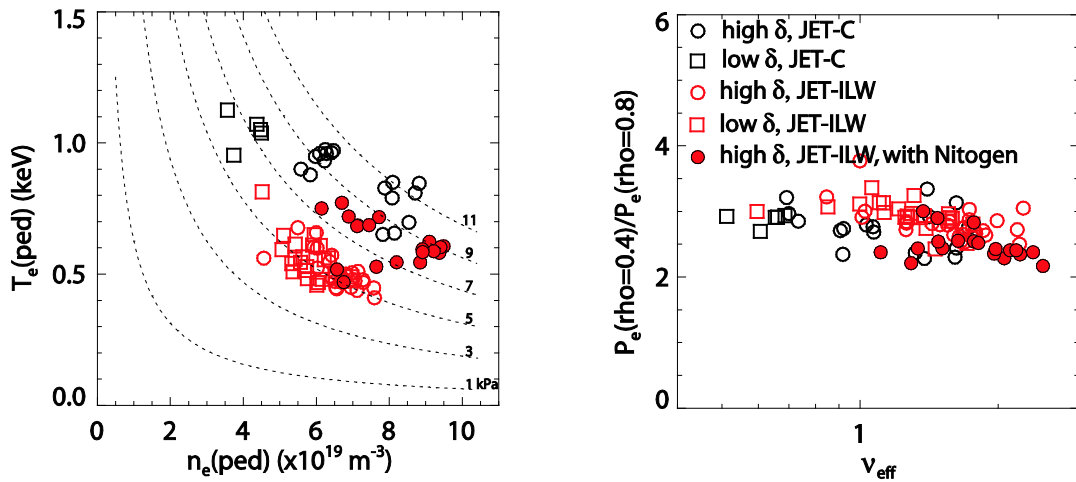 1.5
1.0
0.5
0.0
T_e(ped) (keV)
11
9
7
5
3
1 kPa
0 2 4 6 8 10
n_e(ped) (x10^19 m^-3)
high δ, JET-C
low δ, JET-C
high δ, JET-ILW
low δ, JET-ILW
high δ, JET-ILW, with Nitogen
6
4
2
0
P_e(rho=0.4)/P_e(rho=0.8)
1
ν_eff